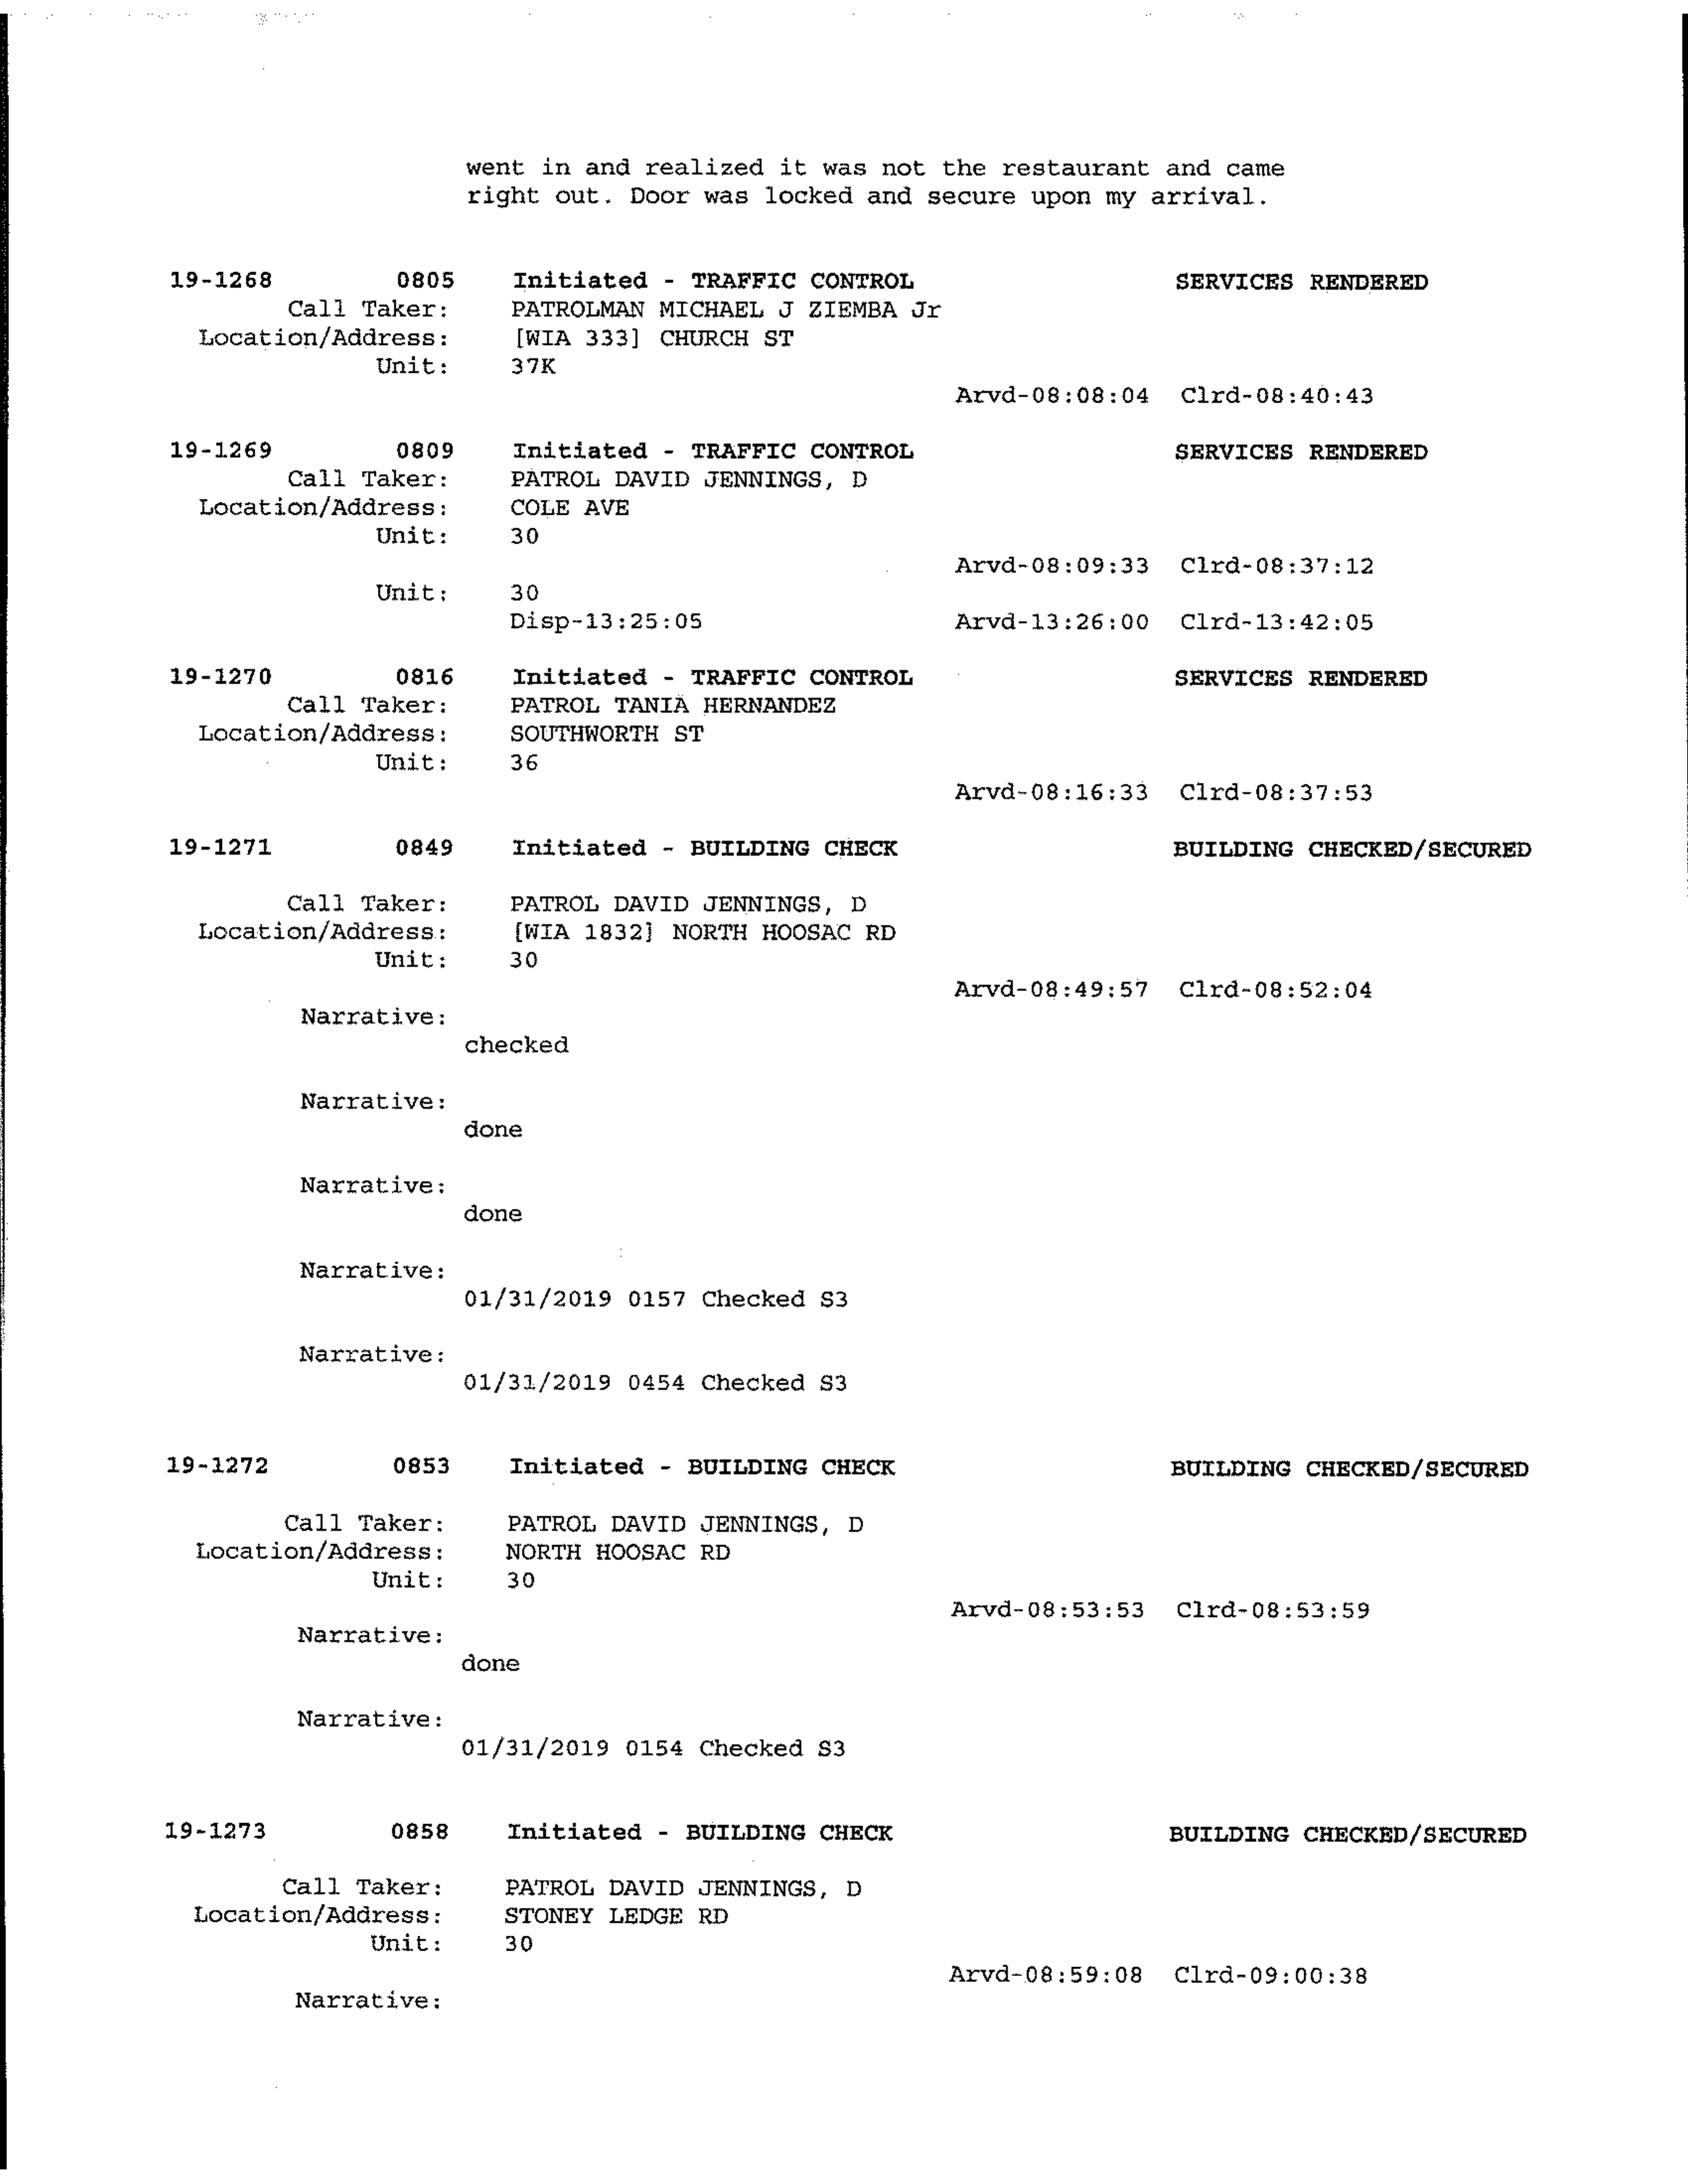 went in and realized it was not the restaurant and came
right out. Door was locked and secure upon my arrival.
19-1268 0805 Initiated - TRAFFIC CONTROL SERVICES RENDERED
Call Taker: PATROLMAN MICHAEL J ZIEMBA Jr
Location/Address: [WIA 333] CHURCH ST
Unit: 37K
Arvd-08:08:04 Clrd-08:40:43
19-1269 0809 Initiated - TRAFFIC CONTROL SERVICES RENDERED
Call Taker: PATROL DAVID JENNINGS, D
Location/Address: COLE AVE
Unit: 30
Arvd-08:09:33 Clrd-08:37:12
Unit: 30
Disp-13:25:05 Arvd-13:26:00 Clrd-13:42:05
19-1270 0816 Initiated - TRAFFIC CONTROL SERVICES RENDERED
Call Taker: PATROL TANIA HERNANDEZ
Location/Address: SOUTHWORTH ST
Unit: 36
Arvd-08:16:33 Clrd-08:37:53
19-1271 0849 Initiated - BUILDING CHECK BUILDING CHECKED/SECURED
Call Taker: PATROL DAVID JENNINGS, D
Location/Address: [WIA 1832] NORTH HOOSAC RD
Unit: 30
Arvd-08:49:57 Clrd-08:52:04
Narrative:
checked
Narrative:
done
Narrative:
done
Narrative:
01/31/2019 0157 Checked S3
Narrative:
01/31/2019 0454 Checked S3
19-1272 0853 Initiated - BUILDING CHECK BUILDING CHECKED/SECURED
Call Taker: PATROL DAVID JENNINGS, D
Location/Address: NORTH HOOSAC RD
Unit: 30
Arvd-08:53:53 Clrd-08:53:59
Narrative:
done
Narrative:
01/31/2019 0154 Checked S3
19-1273 0858 Initiated - BUILDING CHECK BUILDING CHECKED/SECURED
Call Taker: PATROL DAVID JENNINGS, D
Location/Address: STONEY LEDGE RD
Unit: 30
Arvd-08:59:08 Clrd-09:00:38
Narrative: